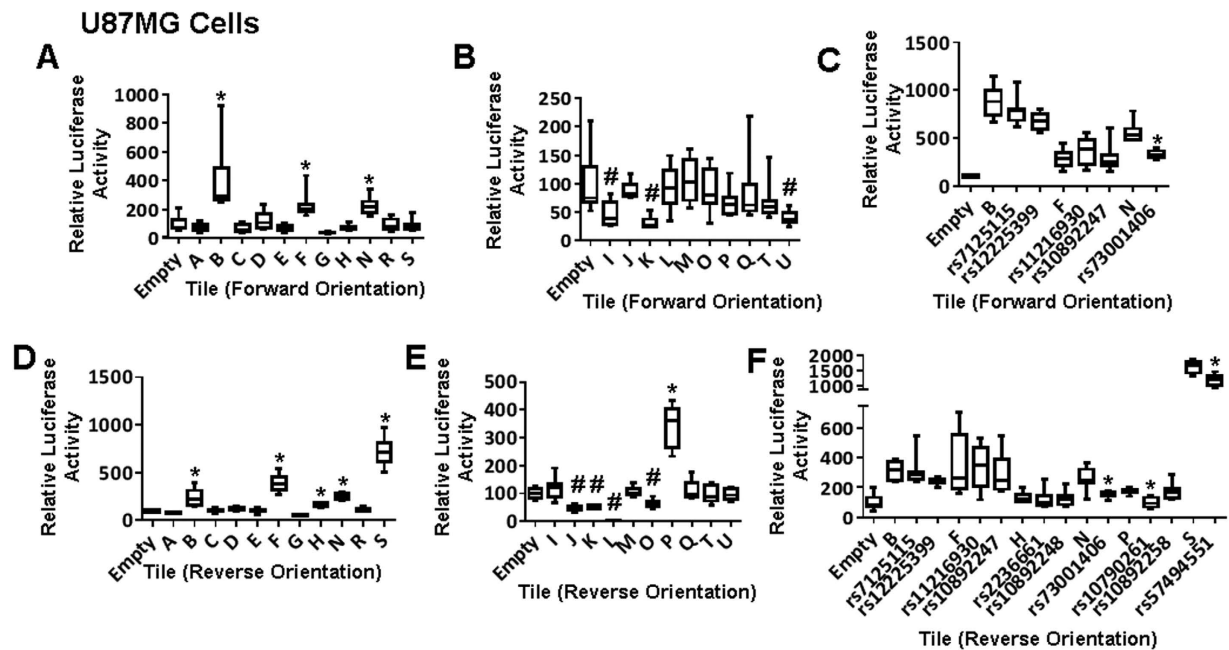 U87MG Cells
A
Relative Luciferase
Activity
1000
800
600
400
200
0
*
*
*
Empty
A
B
C
D
E
F
G
H
N
R
S
Tile (Forward Orientation)
B
Relative Luciferase
Activity
250
200
150
100
50
0
#
#
#
Empty
I
J
K
L
M
O
P
Q
T
U
Tile (Forward Orientation)
C
Relative Luciferase
Activity
1500
1000
500
0
*
Empty
B
rs7125115
rs12225399
F
rs11216930
rs10892247
N
rs73001406
Tile (Forward Orientation)
D
Relative Luciferase
Activity
1500
1000
500
0
*
*
*
*
*
Empty
A
B
C
D
E
F
G
H
N
R
S
Tile (Reverse Orientation)
E
Relative Luciferase
Activity
500
400
300
200
100
0
#
#
#
#
*
Empty
I
J
K
L
M
O
P
Q
T
U
Tile (Reverse Orientation)
F
Relative Luciferase
Activity
2000
1500
1000
600
400
200
0
*
*
*
Empty
B
rs7125115
rs12225399
F
rs11216930
rs10892247
H
rs2236661
rs10892248
N
rs73001406
P
rs10790261
rs10892258
S
rs57494551
Tile (Reverse Orientation)